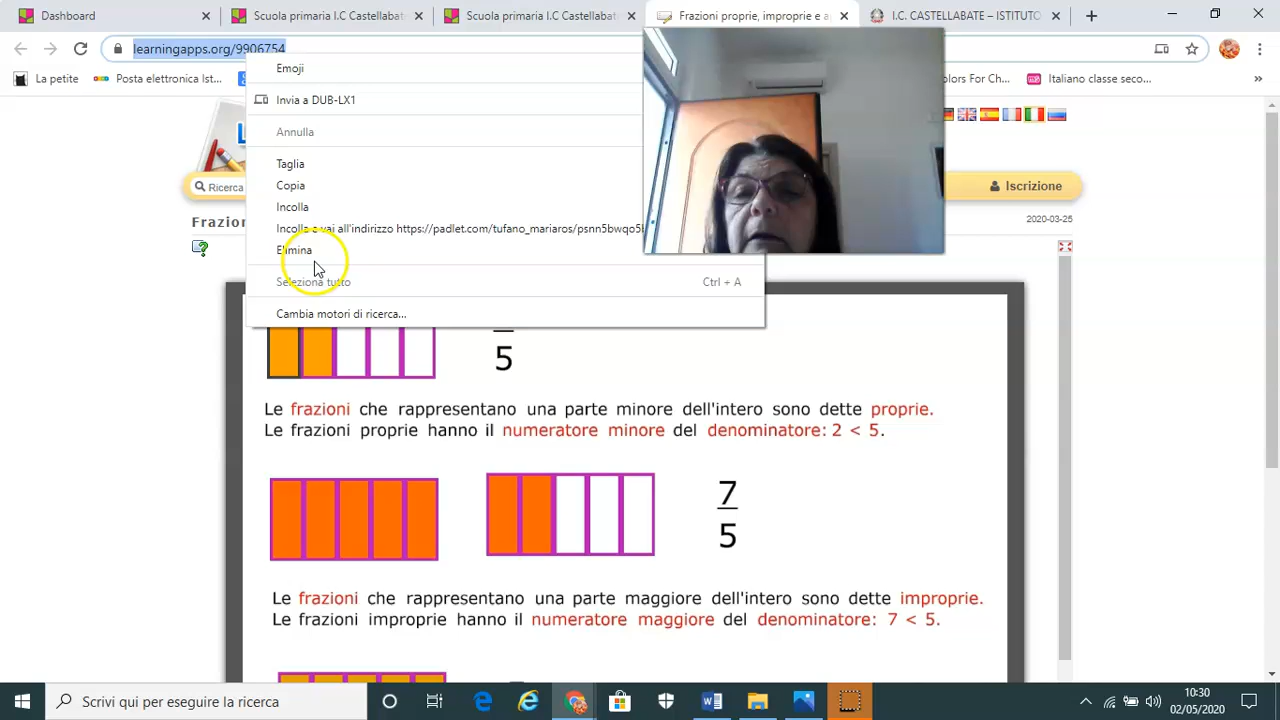 Dashboard
Scuola primaria I.C Castellabat
Scuola primaria I.C Castellabate
Frazioni proprie, improprie e a
I.C. CASTELLABATE – ISTITUTO
learningapps.org/9906754
La petite
Posta elettronica Ist...
ors For Ch...
Italiano classe seco...
»
Emoji
Invia a DUB-LX1
Annulla
Taglia
Copia
Incolla
Incolla e vai all'indirizzo https://padlet.com/tufano_mariaros/psnn5bwqo5
Elimina
Seleziona tutto Ctrl + A
Cambia motori di ricerca...
Ricerca
Iscrizione
Frazion
2020-03-25
5
Le frazioni che rappresentano una parte minore dell'intero sono dette proprie.
Le frazioni proprie hanno il numeratore minore del denominatore: 2 < 5.
7
5
Le frazioni che rappresentano una parte maggiore dell'intero sono dette improprie.
Le frazioni improprie hanno il numeratore maggiore del denominatore: 7 < 5.
Scrivi qui per eseguire la ricerca
10:30
02/05/2020